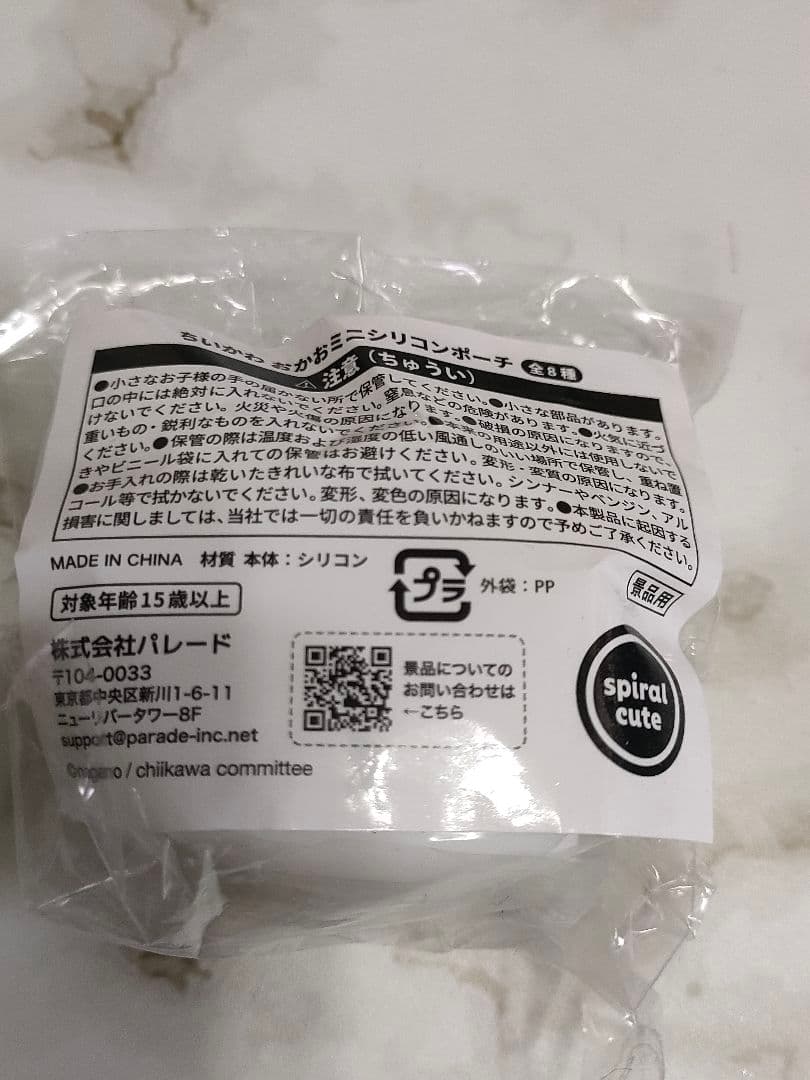 ちいかわ おかおミニシリコンポーチ 全8種
⚠ 注意(ちゅうい)
●小さなお子様の手の届かない所で保管してください。●小さな部品があります。
口の中には絶対に入れないでください。窒息などの危険があります。●火気に近づ
けないでください。火災や火傷の原因になります。●破損の原因になりますので、
重いもの・鋭利なものを入れないでください。●本来の用途以外には使用しないで
ください。●保管の際は温度および湿度の低い風通しのいい場所で保管し、重ね置
きやビニール袋に入れての保管はお避けください。変形・変質の原因になります。
●お手入れの際は乾いたきれいな布で拭いてください。シンナーやベンジン、アル
コール等で拭かないでください。変形、変色の原因になります。●本製品に起因する
損害に関しましては、当社では一切の責任を負いかねますので予めご了承ください。
MADE IN CHINA 材質 本体:シリコン
プラ 外袋:PP
対象年齢15歳以上
景品用
株式会社パレード
〒104-0033
東京都中央区新川1-6-11
ニューリバータワー8F
support@parade-inc.net
©nagano / chiikawa committee
景品についての
お問い合わせは
←こちら
spiral
cute